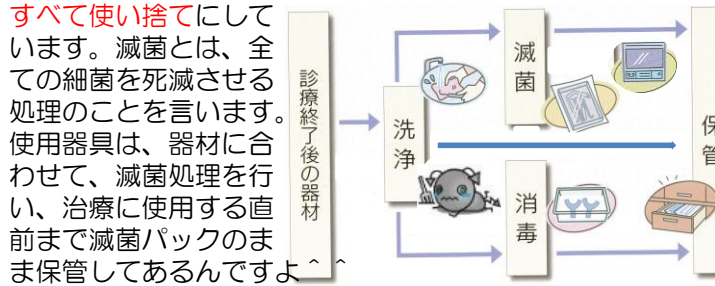 すべて使い捨てにして
います。滅菌とは、全
ての細菌を死滅させる
処理のことを言います。
使用器具は、器材に合
わせて、滅菌処理を行
い、治療に使用する直
前まで滅菌パックのま
ま保管してあるんですよ＾＾
診療終了後の器材
洗浄
滅菌
消毒
保管